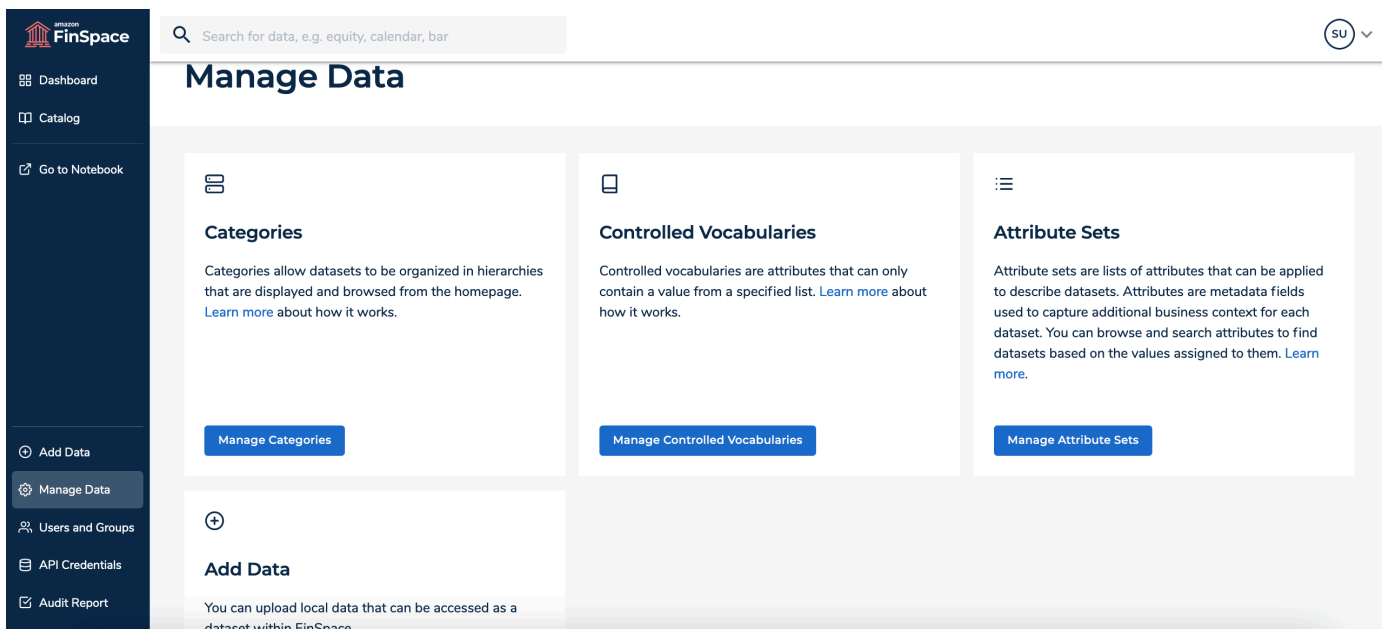 amazon
FinSpace
Search for data, e.g. equity, calendar, bar
SU
Dashboard
Catalog
Go to Notebook
Add Data
Manage Data
Users and Groups
API Credentials
Audit Report
Manage Data
Categories
Categories allow datasets to be organized in hierarchies
that are displayed and browsed from the homepage.
Learn more about how it works.
Manage Categories
Controlled Vocabularies
Controlled vocabularies are attributes that can only
contain a value from a specified list. Learn more about
how it works.
Manage Controlled Vocabularies
Attribute Sets
Attribute sets are lists of attributes that can be applied
to describe datasets. Attributes are metadata fields
used to capture additional business context for each
dataset. You can browse and search attributes to find
datasets based on the values assigned to them. Learn
more.
Manage Attribute Sets
Add Data
You can upload local data that can be accessed as a
dataset within FinSpace